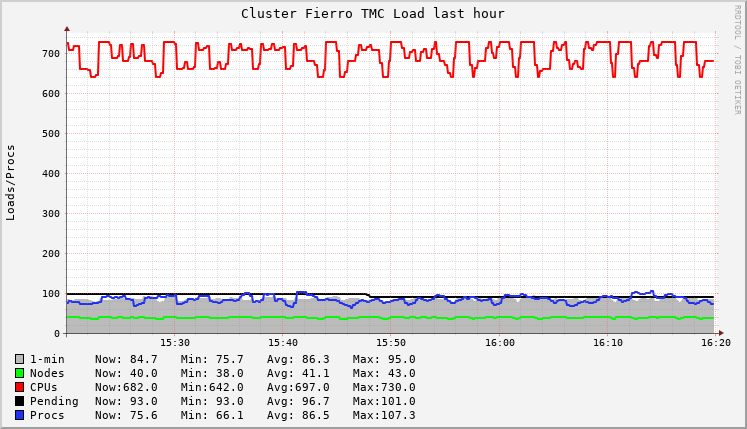 Cluster Fierro TMC Load last hour
RRDTOOL / TOBI OETIKER
Loads/Procs
700
600
500
400
300
200
100
0
15:30 15:40 15:50 16:00 16:10 16:20
1-min Now: 84.7 Min: 75.7 Avg: 86.3 Max: 95.0
Nodes Now: 40.0 Min: 38.0 Avg: 41.1 Max: 43.0
CPUs Now:682.0 Min:642.0 Avg:697.0 Max:730.0
Pending Now: 93.0 Min: 93.0 Avg: 96.7 Max:101.0
Procs Now: 75.6 Min: 66.1 Avg: 86.5 Max:107.3